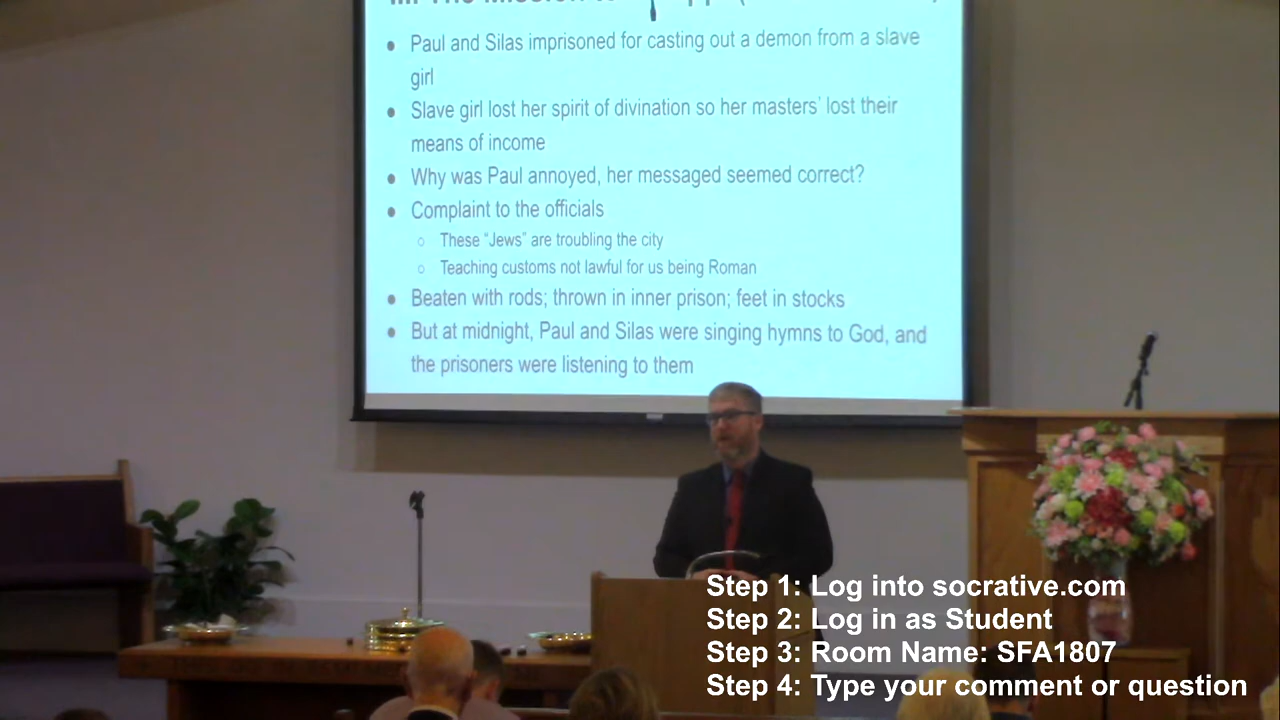 III. The Mission to
● Paul and Silas imprisoned for casting out a demon from a slave
girl
● Slave girl lost her spirit of divination so her masters' lost their
means of income
● Why was Paul annoyed, her messaged seemed correct?
● Complaint to the officials
○ These “Jews” are troubling the city
○ Teaching customs not lawful for us being Roman
● Beaten with rods; thrown in inner prison; feet in stocks
● But at midnight, Paul and Silas were singing hymns to God, and
the prisoners were listening to them
Step 1: Log into socrative.com
Step 2: Log in as Student
Step 3: Room Name: SFA1807
Step 4: Type your comment or question